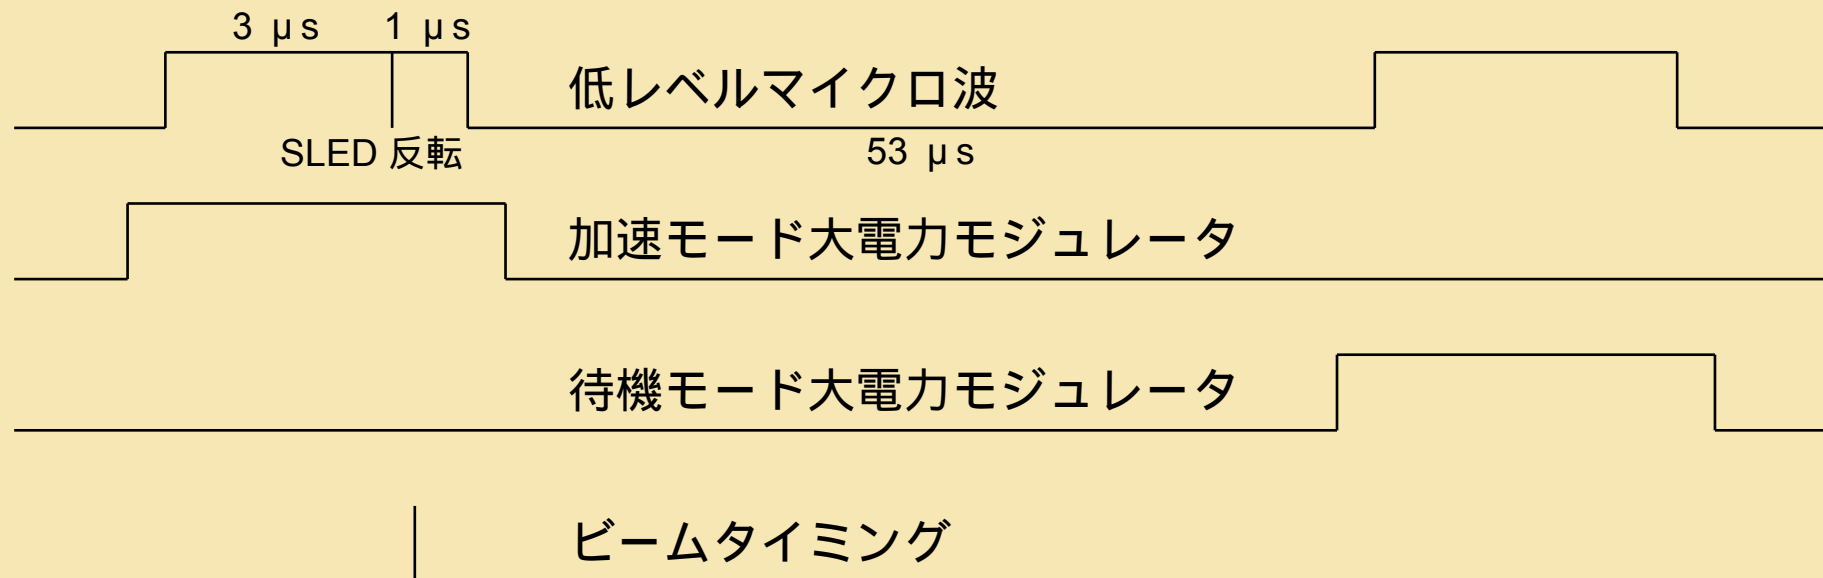 3 μs 1 μs
低レベルマイクロ波
SLED 反転
53 μs
加速モード大電力モジュレータ
待機モード大電力モジュレータ
ビームタイミング